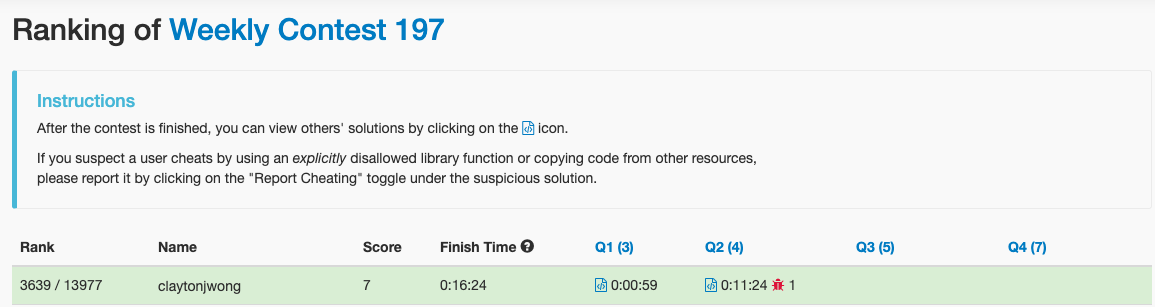 Ranking of Weekly Contest 197
Instructions
After the contest is finished, you can view others' solutions by clicking on the icon.
If you suspect a user cheats by using an explicitly disallowed library function or copying code from other resources,
please report it by clicking on the "Report Cheating" toggle under the suspicious solution.
Rank Name Score Finish Time Q1 (3) Q2 (4) Q3 (5) Q4 (7)
3639 / 13977 claytonjwong 7 0:16:24 0:00:59 0:11:24 1